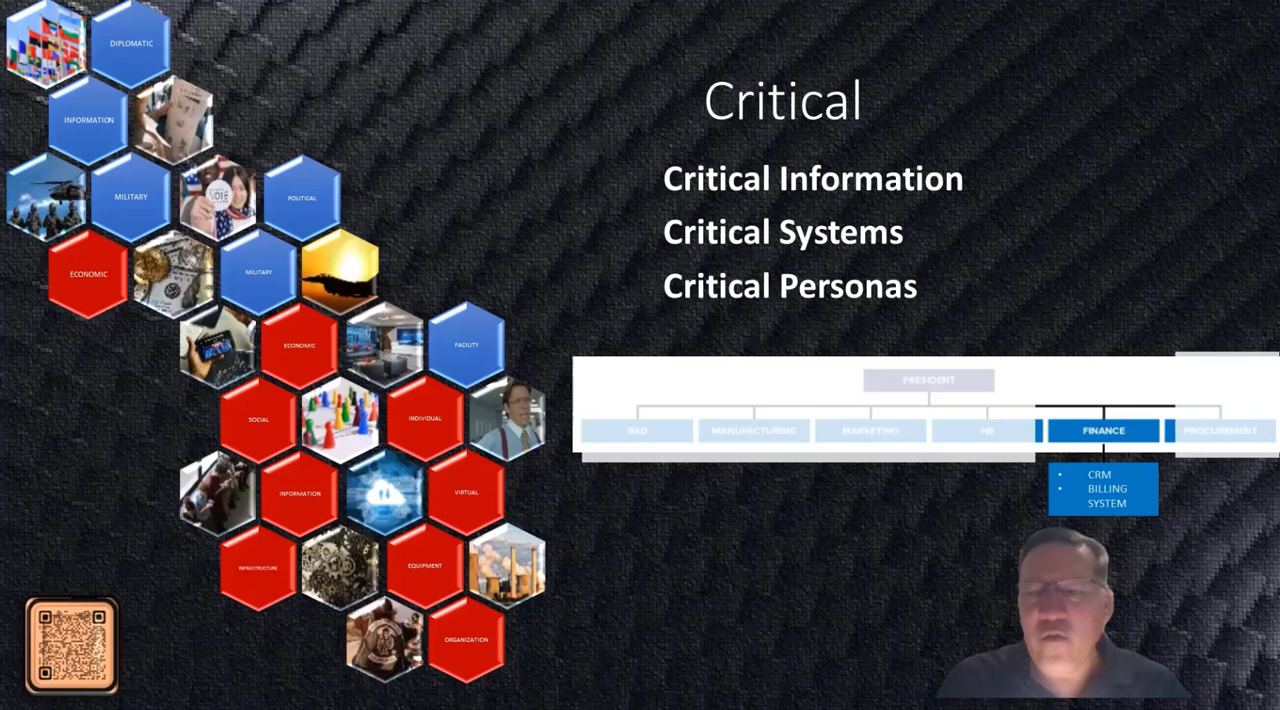 DIPLOMATIC
INFORMATION
VOTE
MILITARY
POLITICAL
ECONOMIC
MILITARY
ECONOMIC
FACILITY
SOCIAL
INDIVIDUAL
INFORMATION
VIRTUAL
INFRASTRUCTURE
EQUIPMENT
ORGANIZATION
Critical
Critical Information
Critical Systems
Critical Personas
PRESIDENT
R&D MANUFACTURING MARKETING HR FINANCE PROCUREMENT
• CRM
• BILLING
SYSTEM